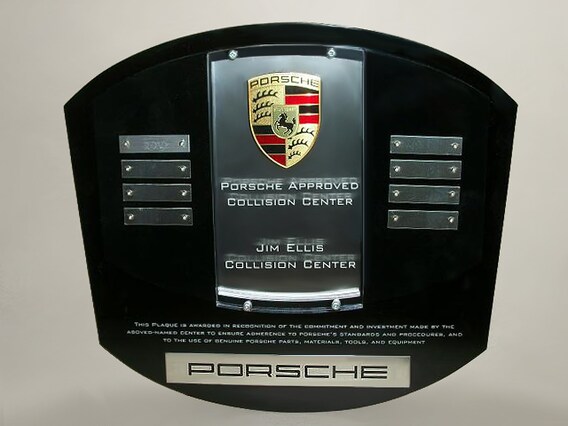 PORSCHE
PORSCHE APPROVED
COLLISION CENTER
JIM ELLIS
COLLISION CENTER
THIS PLAQUE IS AWARDED IN RECOGNITION OF THE COMMITMENT AND INVESTMENT MADE BY THE
ABOVED-NAMED CENTER TO ENSURE ADHERENCE TO PORSCHE'S STANDARDS AND PROCEDURES, AND
TO THE USE OF GENUINE PORSCHE PARTS, MATERIALS, TOOLS, AND EQUIPMENT
PORSCHE